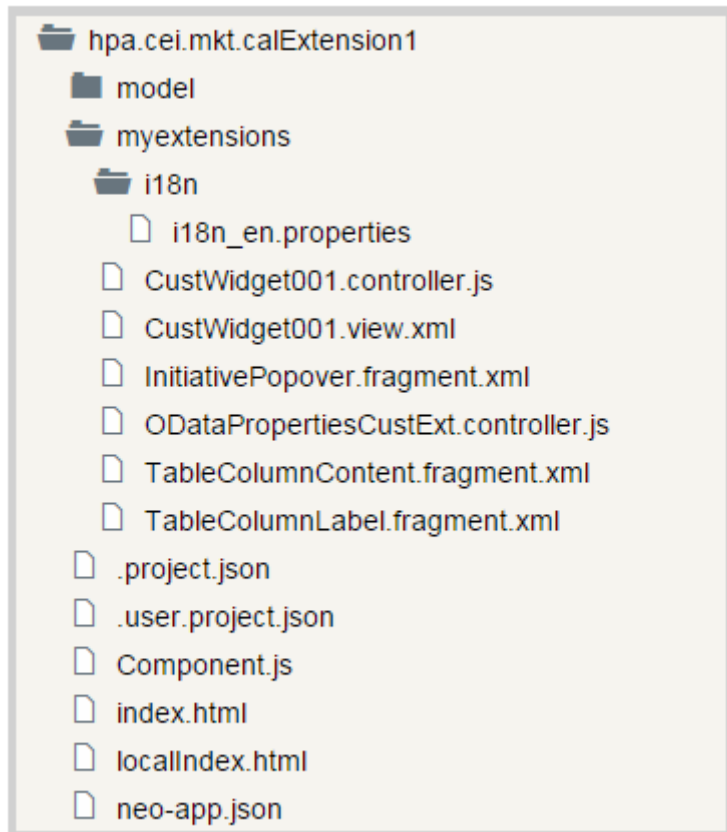 hpa.cei.mkt.calExtension1
model
myextensions
i18n
i18n_en.properties
CustWidget001.controller.js
CustWidget001.view.xml
InitiativePopover.fragment.xml
ODataPropertiesCustExt.controller.js
TableColumnContent.fragment.xml
TableColumnLabel.fragment.xml
.project.json
.user.project.json
Component.js
index.html
localIndex.html
neo-app.json